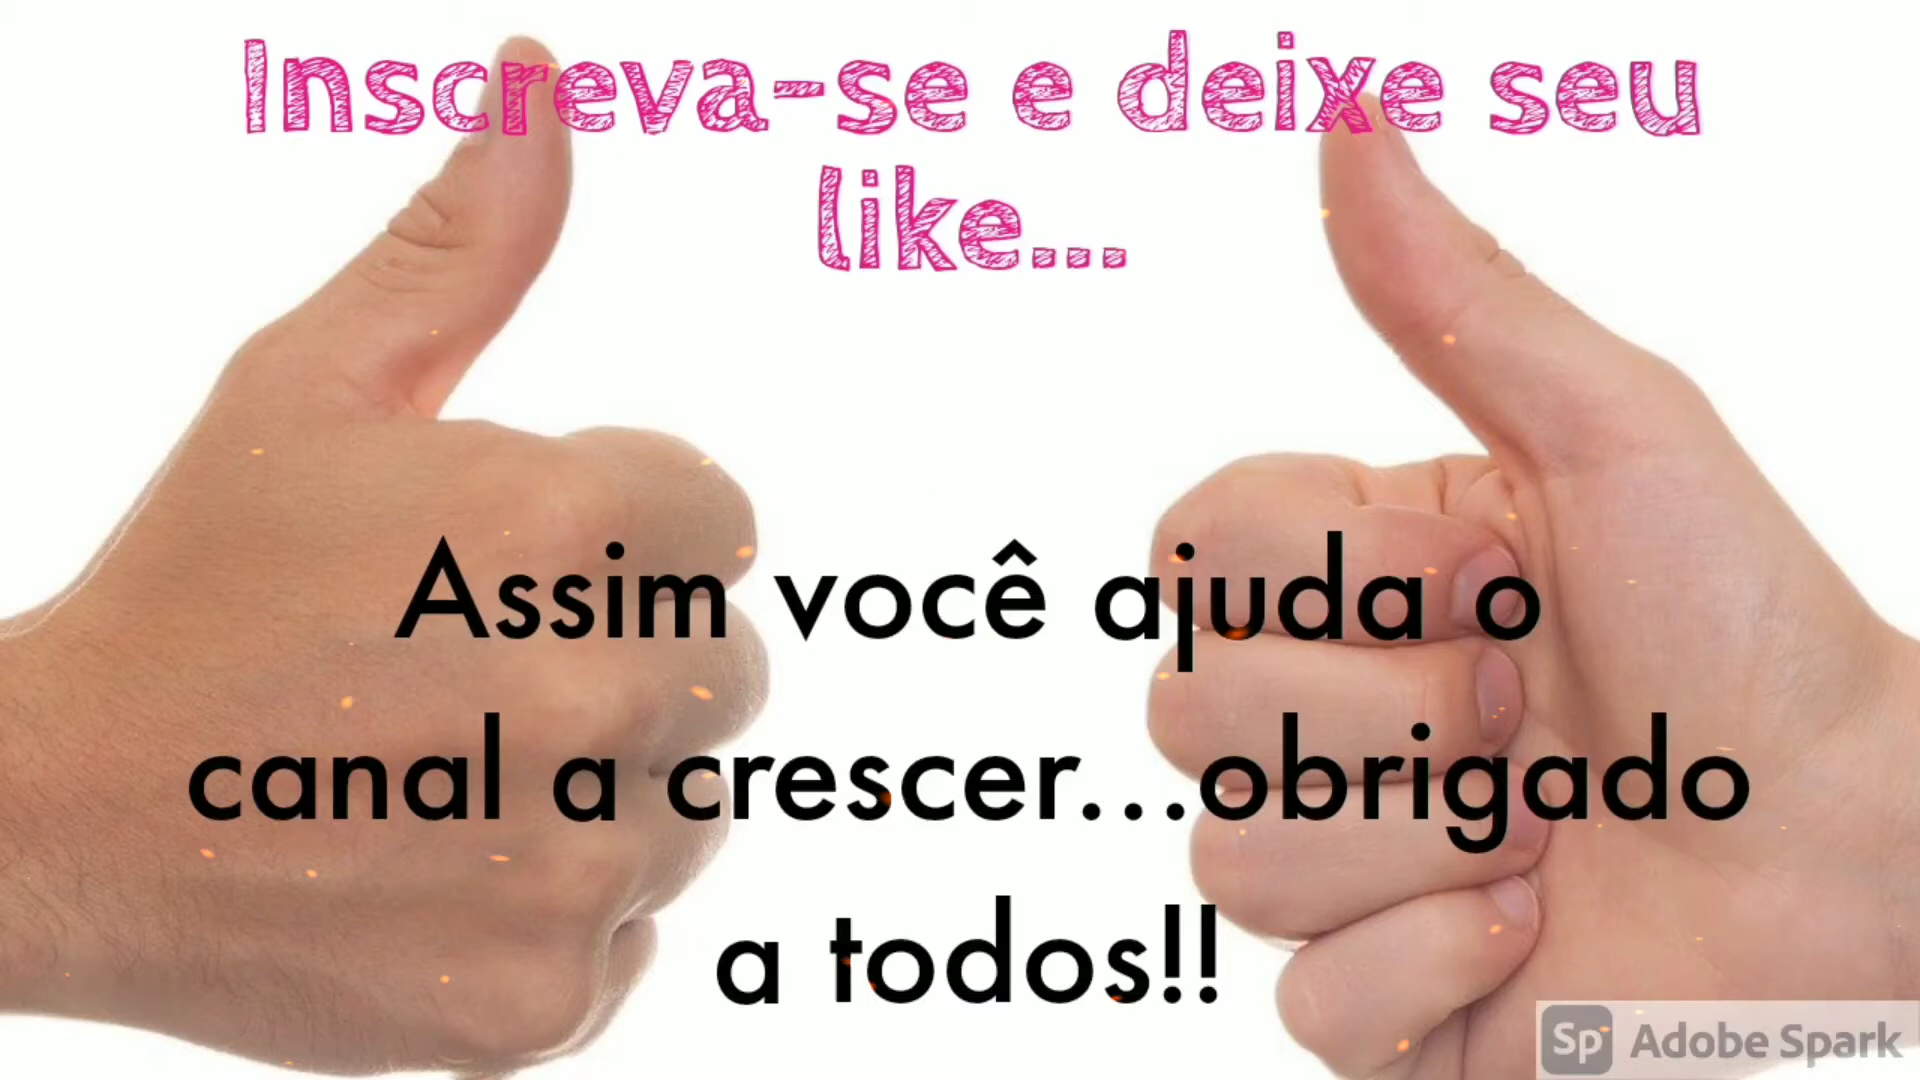 Inscreva-se e deixe seu
like...
Assim você ajuda o
canal a crescer...obrigado
a todos!!
Sp Adobe Spark